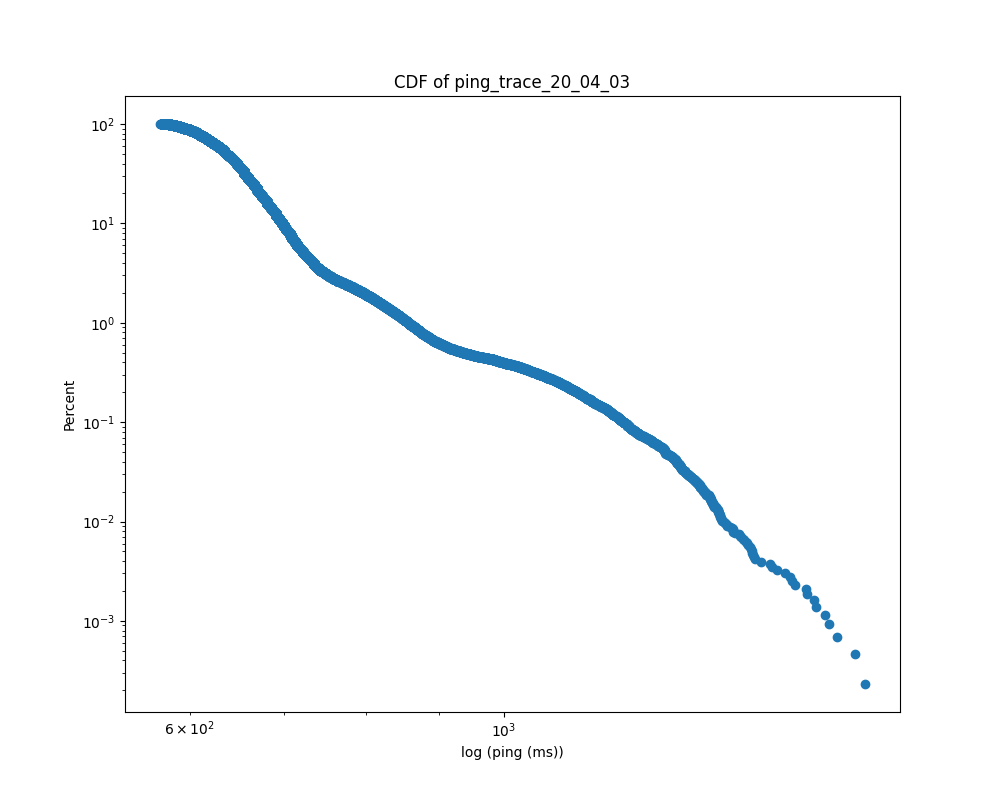 CDF of ping_trace_20_04_03
Percent
10²
10¹
10⁰
10⁻¹
10⁻²
10⁻³
6 × 10²
10³
log (ping (ms))